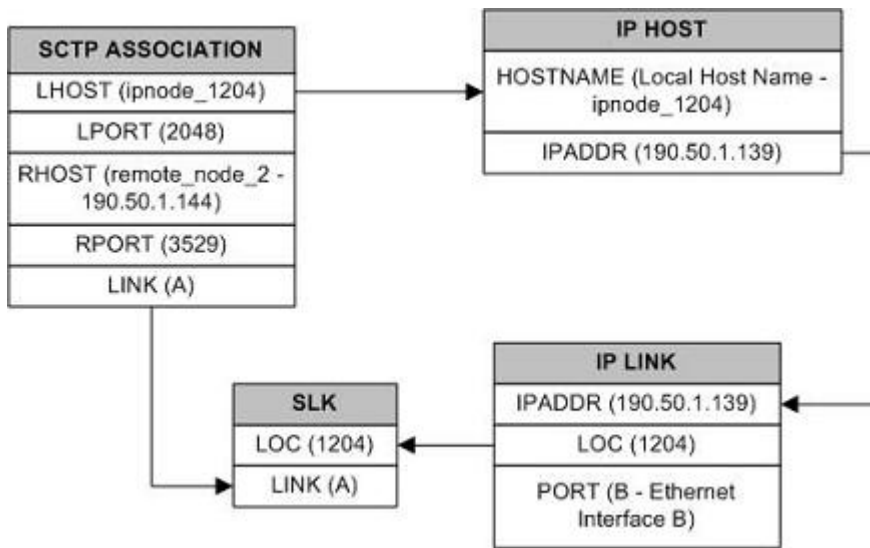 SCTP ASSOCIATION
LHOST (ipnode_1204)
LPORT (2048)
RHOST (remote_node_2 -
190.50.1.144)
RPORT (3529)
LINK (A)
IP HOST
HOSTNAME (Local Host Name -
ipnode_1204)
IPADDR (190.50.1.139)
SLK
LOC (1204)
LINK (A)
IP LINK
IPADDR (190.50.1.139)
LOC (1204)
PORT (B - Ethernet
Interface B)